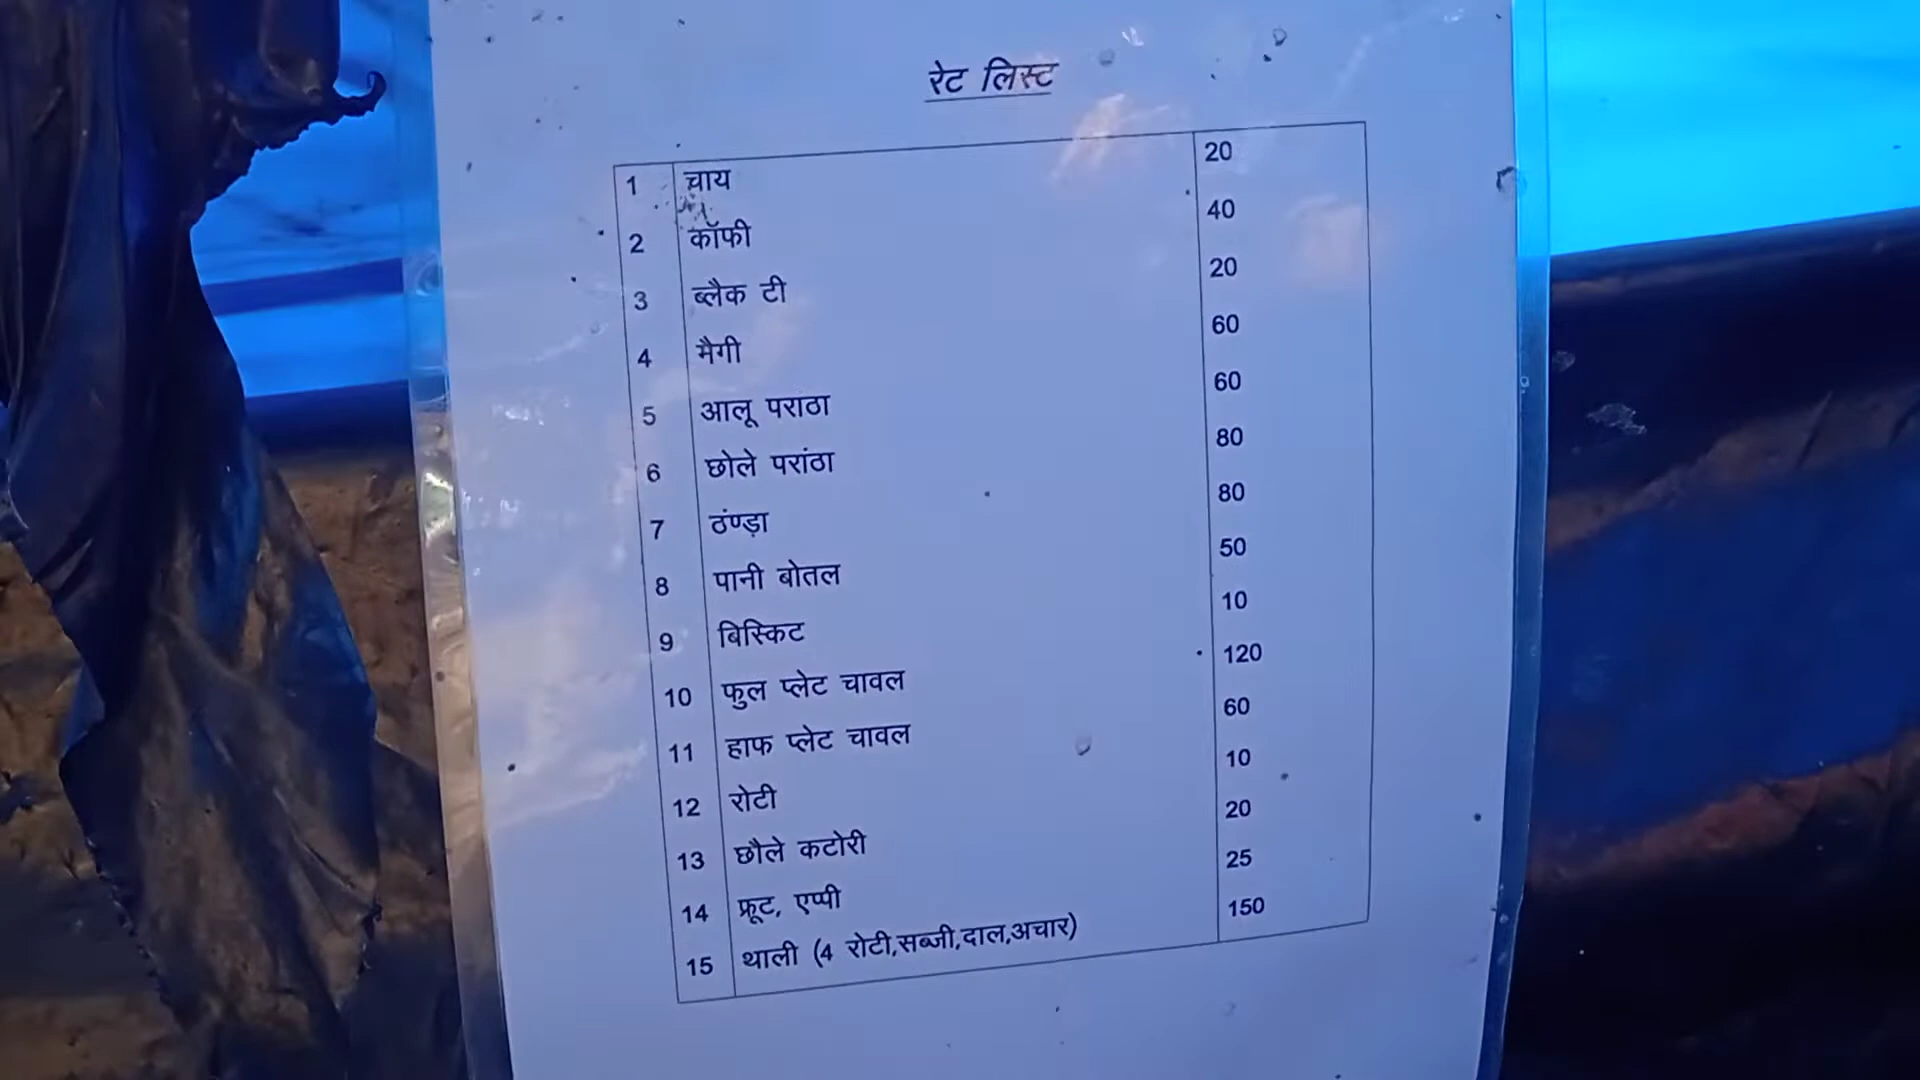 रेट लिस्ट
1 चाय 20
2 कॉफी 40
3 ब्लैक टी 20
4 मैगी 60
5 आलू पराठा 60
6 छोले परांठा 80
7 ठंण्ड़ा 80
8 पानी बोतल 50
9 बिस्किट 10
10 फुल प्लेट चावल 120
11 हाफ प्लेट चावल 60
12 रोटी 10
13 छौले कटोरी 20
14 फ्रूट, एप्पी 25
15 थाली (4 रोटी,सब्जी,दाल,अचार) 150